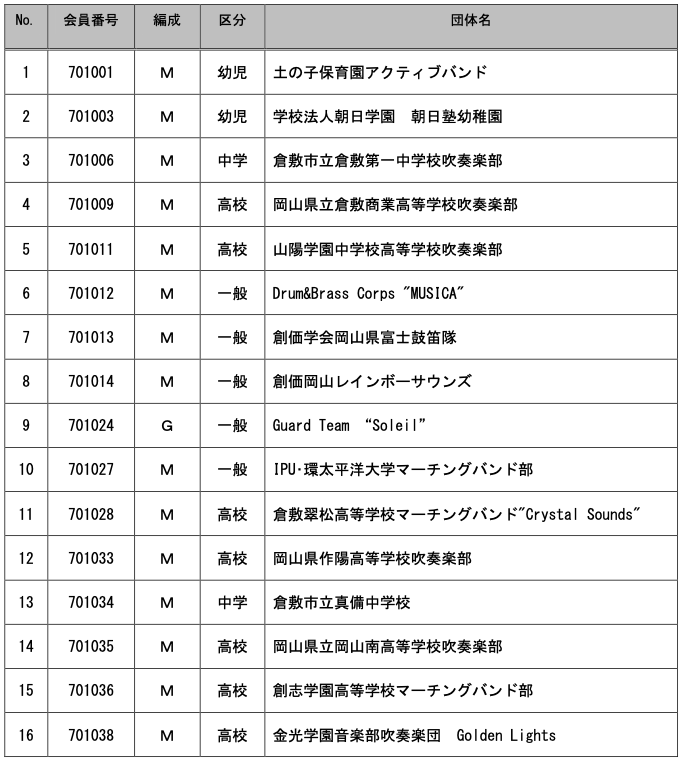 No. 会員番号 編成 区分 団体名
1 701001 M 幼児 土の子保育園アクティブバンド
2 701003 M 幼児 学校法人朝日学園　朝日塾幼稚園
3 701006 M 中学 倉敷市立倉敷第一中学校吹奏楽部
4 701009 M 高校 岡山県立倉敷商業高等学校吹奏楽部
5 701011 M 高校 山陽学園中学校高等学校吹奏楽部
6 701012 M 一般 Drum&Brass Corps "MUSICA"
7 701013 M 一般 創価学会岡山県富士鼓笛隊
8 701014 M 一般 創価岡山レインボーサウンズ
9 701024 G 一般 Guard Team　“Soleil”
10 701027 M 一般 IPU･環太平洋大学マーチングバンド部
11 701028 M 高校 倉敷翠松高等学校マーチングバンド"Crystal Sounds"
12 701033 M 高校 岡山県作陽高等学校吹奏楽部
13 701034 M 中学 倉敷市立真備中学校
14 701035 M 高校 岡山県立岡山南高等学校吹奏楽部
15 701036 M 高校 創志学園高等学校マーチングバンド部
16 701038 M 高校 金光学園音楽部吹奏楽団　Golden Lights